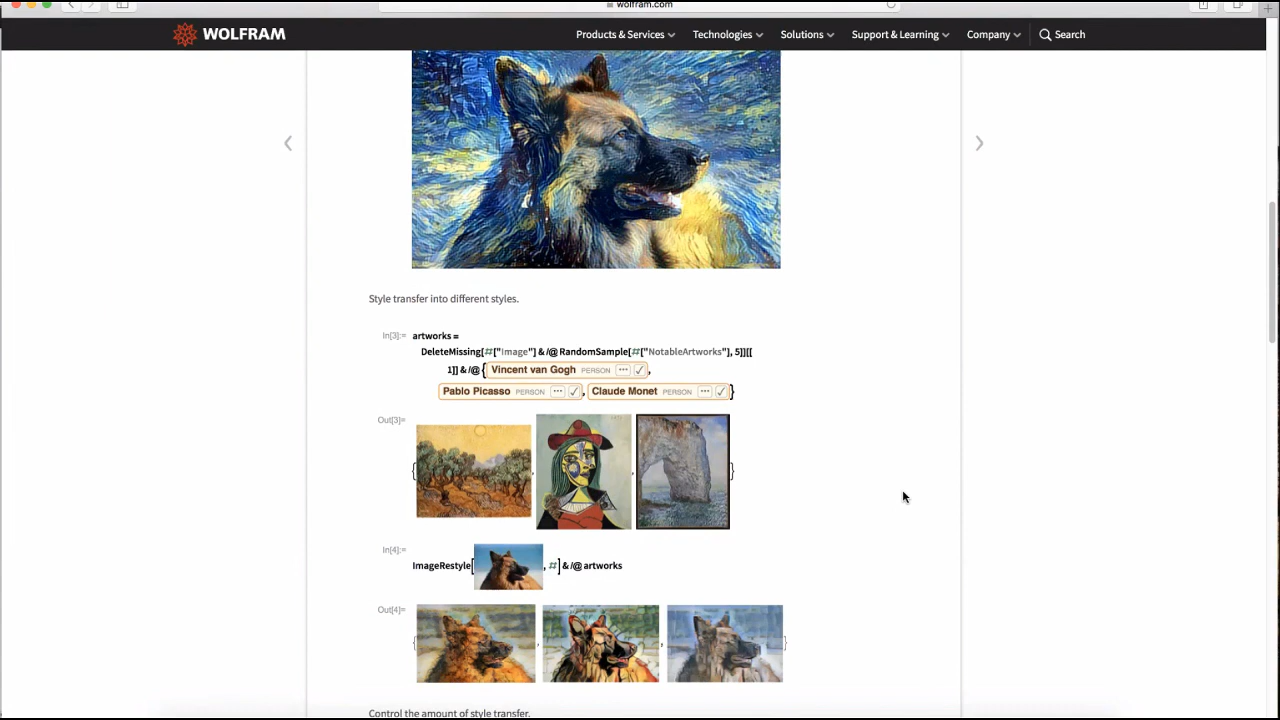 wolfram.com
WOLFRAM
Products & Services
Technologies
Solutions
Support & Learning
Company
Search
Style transfer into different styles.
In[3]:= artworks =
DeleteMissing[#["Image"] & /@ RandomSample[#["NotableArtworks"], 5]][[
1]] & /@ {Vincent van Gogh PERSON ··· ✓,
Pablo Picasso PERSON ··· ✓, Claude Monet PERSON ··· ✓}
Out[3]=
{ , , }
In[4]:=
ImageRestyle[ , #] & /@ artworks
Out[4]=
{ , , }
Control the amount of style transfer.